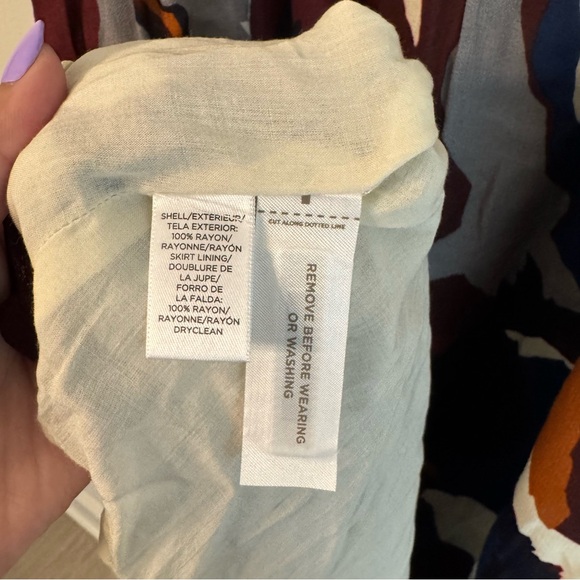 SHELL/EXTÉRIEUR/
TELA EXTERIOR:
100% RAYON/
RAYONNE/RAYÓN
SKIRT LINING/
DOUBLURE DE
LA JUPE/
FORRO DE
LA FALDA:
100% RAYON/
RAYONNE/RAYÓN
DRYCLEAN
CUT ALONG DOTTED LINE
REMOVE BEFORE WEARING
OR WASHING